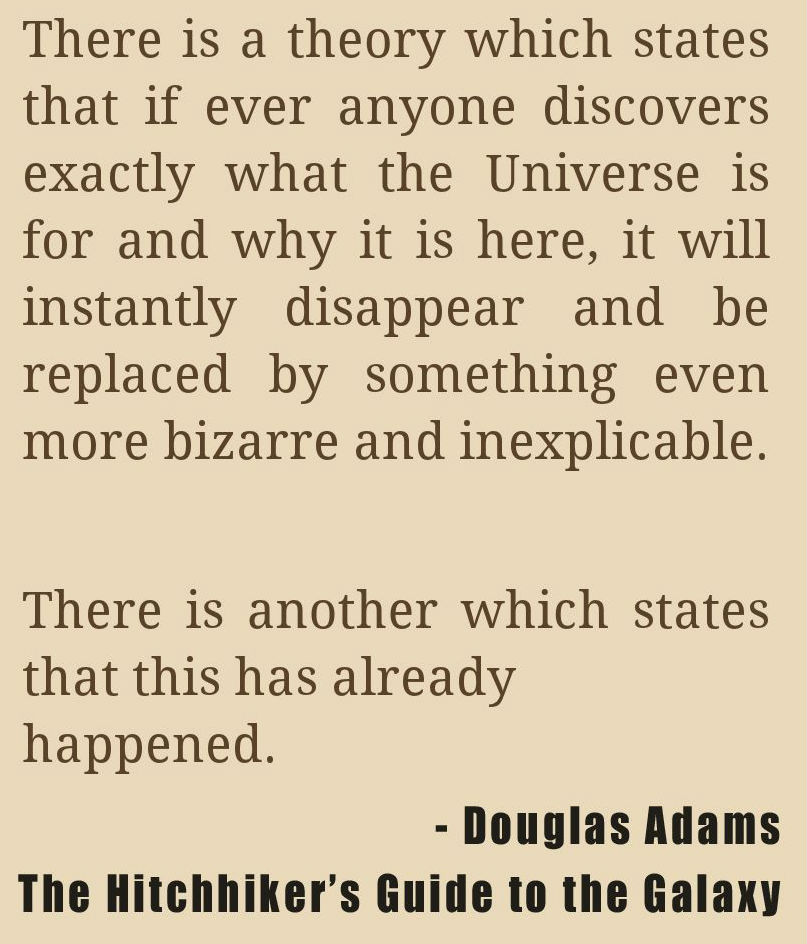 There is a theory which states
that if ever anyone discovers
exactly what the Universe is
for and why it is here, it will
instantly disappear and be
replaced by something even
more bizarre and inexplicable.
There is another which states
that this has already
happened.
- Douglas Adams
The Hitchhiker’s Guide to the Galaxy